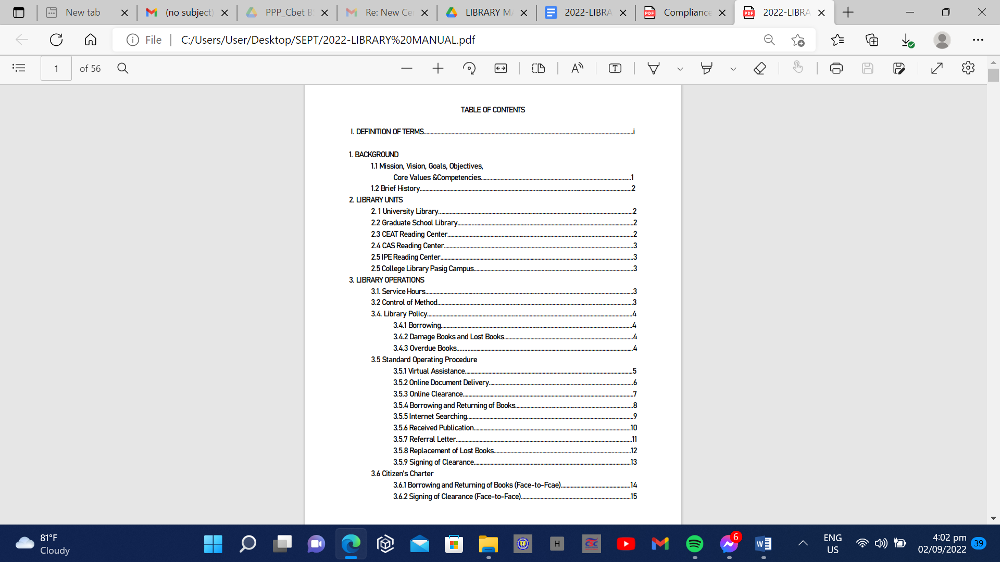 New tab
(no subject)
PPP_Cbet B
Re: New Ce
LIBRARY M
2022-LIBRA
Compliance
2022-LIBRA
File
C:/Users/User/Desktop/SEPT/2022-LIBRARY%20MANUAL.pdf
1 of 56
TABLE OF CONTENTS
I. DEFINITION OF TERMS.....i
1. BACKGROUND
1.1 Mission, Vision, Goals, Objectives,
Core Values &Competencies.....1
1.2 Brief History.....2
2. LIBRARY UNITS
2. 1 University Library.....2
2.2 Graduate School Library.....2
2.3 CEAT Reading Center.....2
2.4 CAS Reading Center.....3
2.5 IPE Reading Center.....3
2.5 College Library Pasig Campus.....3
3. LIBRARY OPERATIONS
3.1. Service Hours.....3
3.2 Control of Method.....3
3.4. Library Policy.....4
3.4.1 Borrowing.....4
3.4.2 Damage Books and Lost Books.....4
3.4.3 Overdue Books.....4
3.5 Standard Operating Procedure
3.5.1 Virtual Assistance.....5
3.5.2 Online Document Delivery.....6
3.5.3 Online Clearance.....7
3.5.4 Borrowing and Returning of Books.....8
3.5.5 Internet Searching.....9
3.5.6 Received Publication.....10
3.5.7 Referral Letter.....11
3.5.8 Replacement of Lost Books.....12
3.5.9 Signing of Clearance.....13
3.6 Citizen's Charter
3.6.1 Borrowing and Returning of Books (Face-to-Fcae).....14
3.6.2 Signing of Clearance (Face-to-Face).....15
81°F
Cloudy
H
CSC
6
ENG
US
4:02 pm
02/09/2022
39